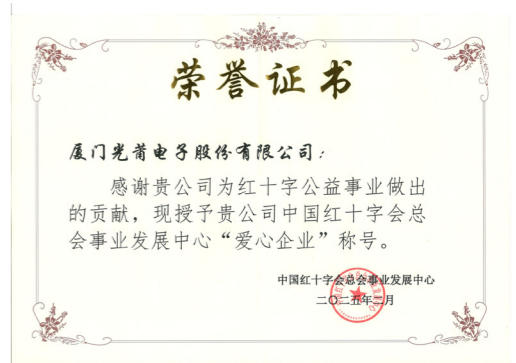 荣誉证书
厦门光莆电子股份有限公司：
感谢贵公司为红十字公益事业做出
的贡献，现授予贵公司中国红十字会总
会事业发展中心“爱心企业”称号。
中国红十字会总会事业发展中心
二〇二五年二月